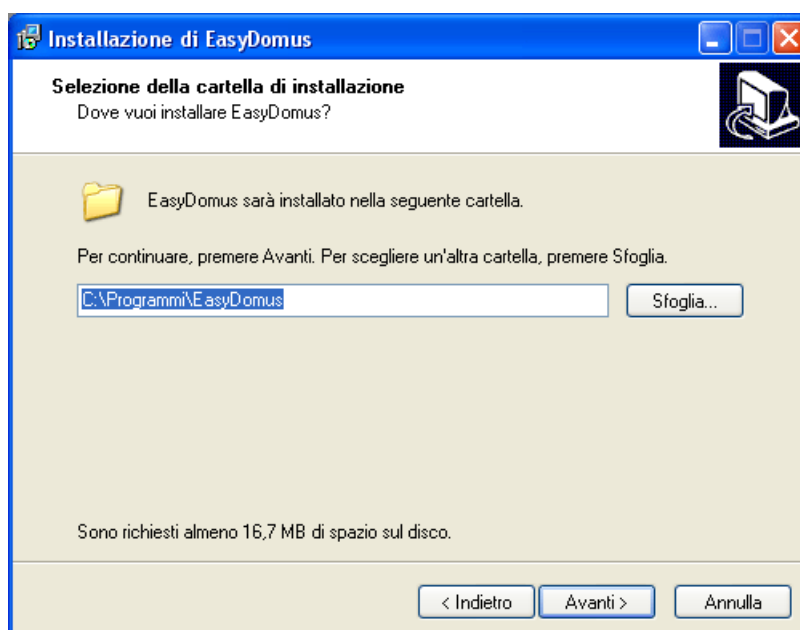 Installazione di EasyDomus
Selezione della cartella di installazione
Dove vuoi installare EasyDomus?
EasyDomus sarà installato nella seguente cartella.
Per continuare, premere Avanti. Per scegliere un'altra cartella, premere Sfoglia.
C:\Programmi\EasyDomus
Sfoglia...
Sono richiesti almeno 16,7 MB di spazio sul disco.
< Indietro
Avanti >
Annulla